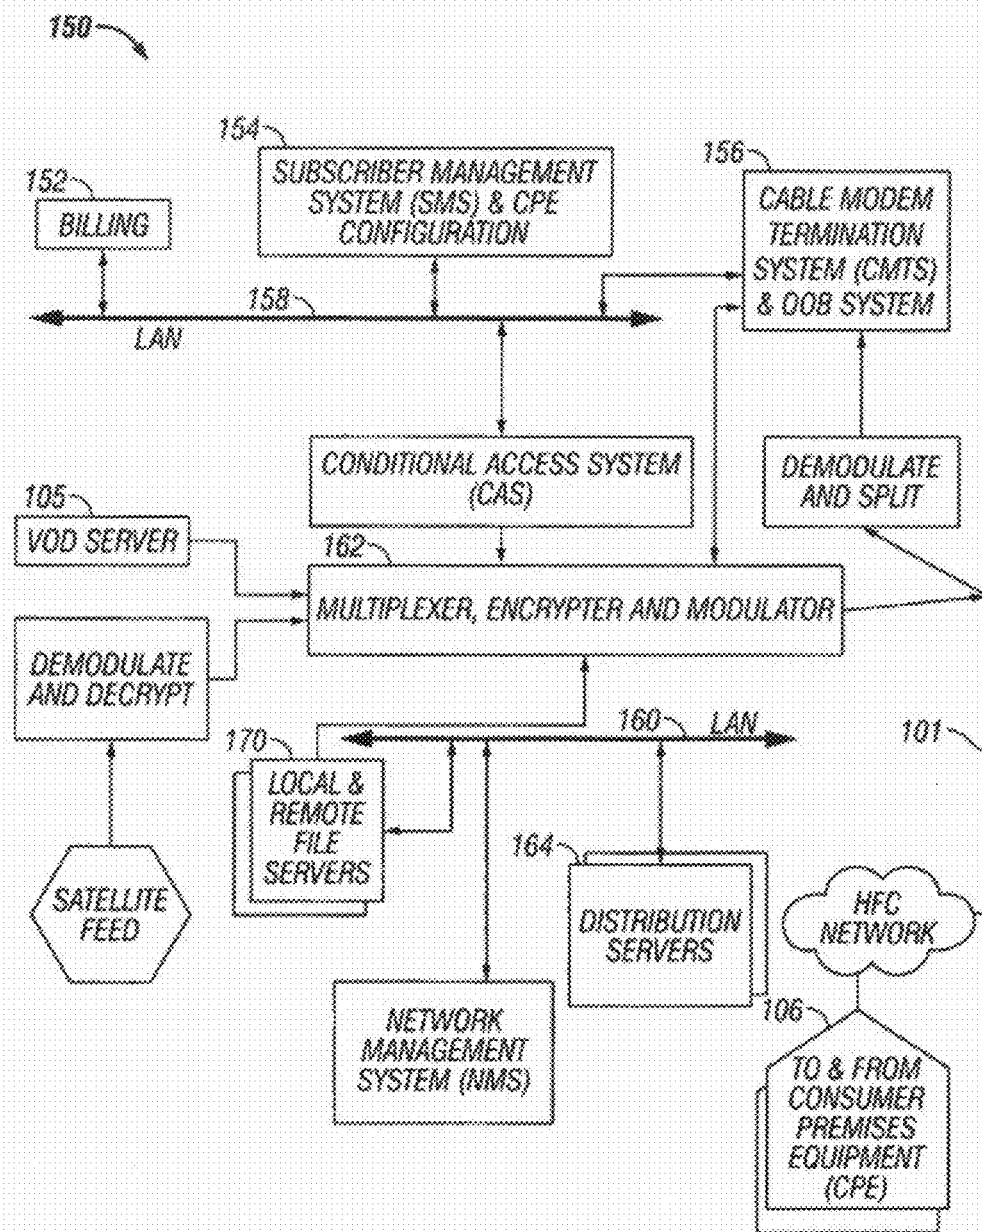 150
154
SUBSCRIBER MANAGEMENT
SYSTEM (SMS) & CPE
CONFIGURATION
156
CABLE MODEM
TERMINATION
SYSTEM (CMTS)
& OOB SYSTEM
152
BILLING
158
LAN
CONDITIONAL ACCESS SYSTEM
(CAS)
DEMODULATE
AND SPLIT
105
VOD SERVER
162
MULTIPLEXER, ENCRYPTER AND MODULATOR
DEMODULATE
AND DECRYPT
160
LAN
101
170
LOCAL &
REMOTE
FILE
SERVERS
164
DISTRIBUTION
SERVERS
SATELLITE
FEED
HFC
NETWORK
NETWORK
MANAGEMENT
SYSTEM (NMS)
106
TO & FROM
CONSUMER
PREMISES
EQUIPMENT
(CPE)